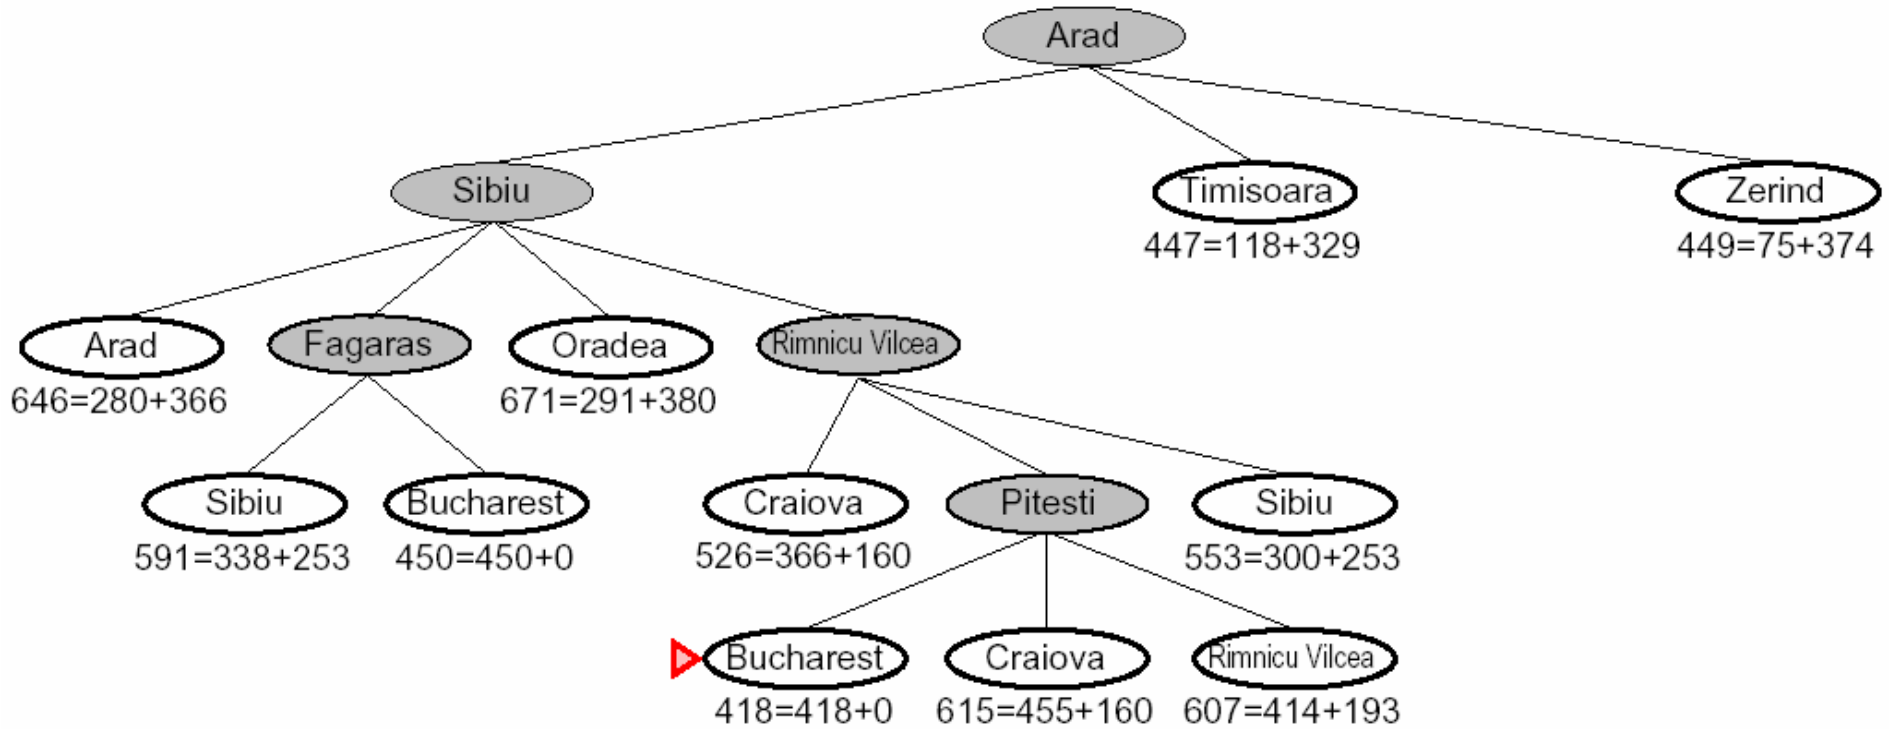 Arad
Sibiu
Timisoara
Zerind
447=118+329
449=75+374
Arad
Fagaras
Oradea
Rimnicu Vilcea
646=280+366
671=291+380
Sibiu
Bucharest
Craiova
Pitesti
Sibiu
591=338+253
450=450+0
526=366+160
553=300+253
Bucharest
Craiova
Rimnicu Vilcea
418=418+0
615=455+160
607=414+193